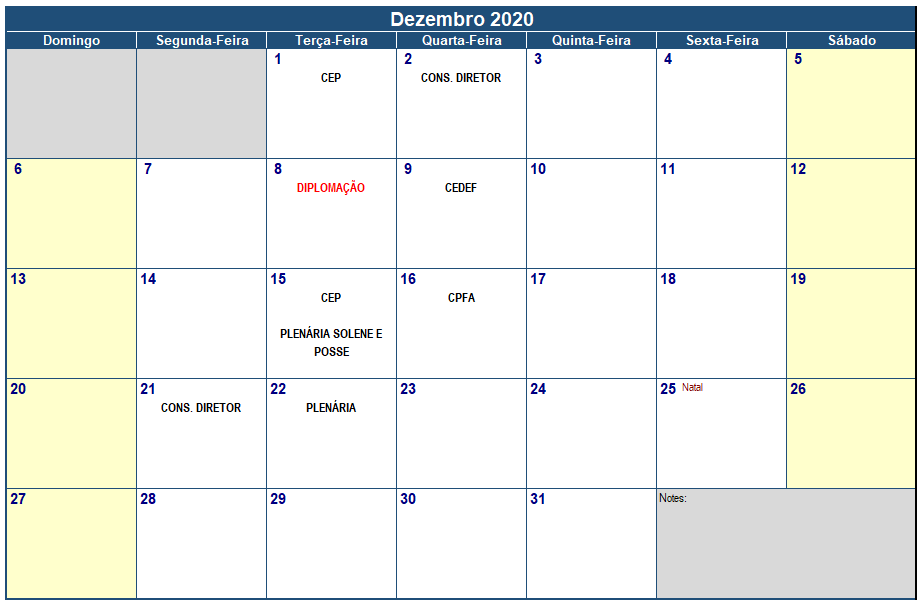 Dezembro 2020
Domingo Segunda-Feira Terça-Feira Quarta-Feira Quinta-Feira Sexta-Feira Sábado
1 2 3 4 5
CEP CONS. DIRETOR
6 7 8 9 10 11 12
DIPLOMAÇÃO CEDEF
13 14 15 16 17 18 19
CEP CPFA
PLENÁRIA SOLENE E
POSSE
20 21 22 23 24 25 Natal 26
CONS. DIRETOR PLENÁRIA
27 28 29 30 31 Notes: